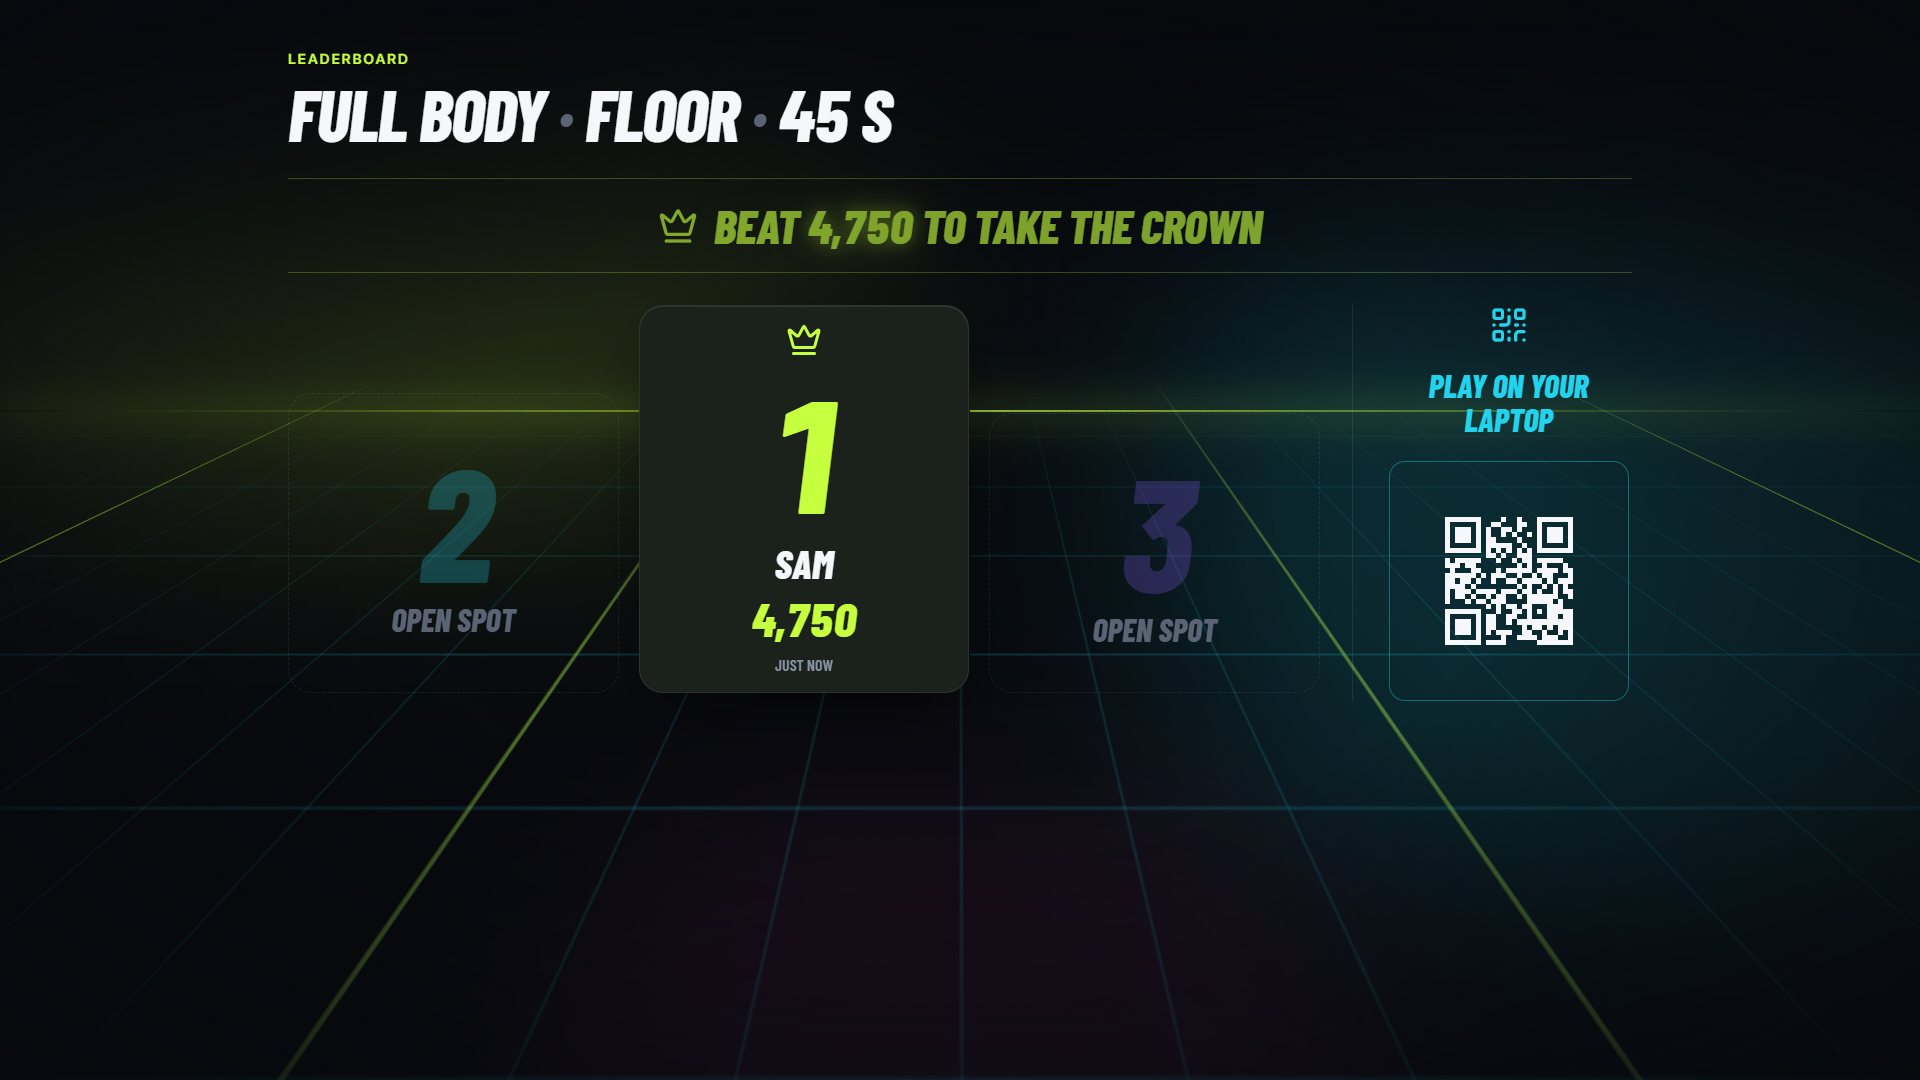 LEADERBOARD
FULL BODY · FLOOR · 45 S
BEAT 4,750 TO TAKE THE CROWN
2
OPEN SPOT
1
SAM
4,750
JUST NOW
3
OPEN SPOT
PLAY ON YOUR
LAPTOP